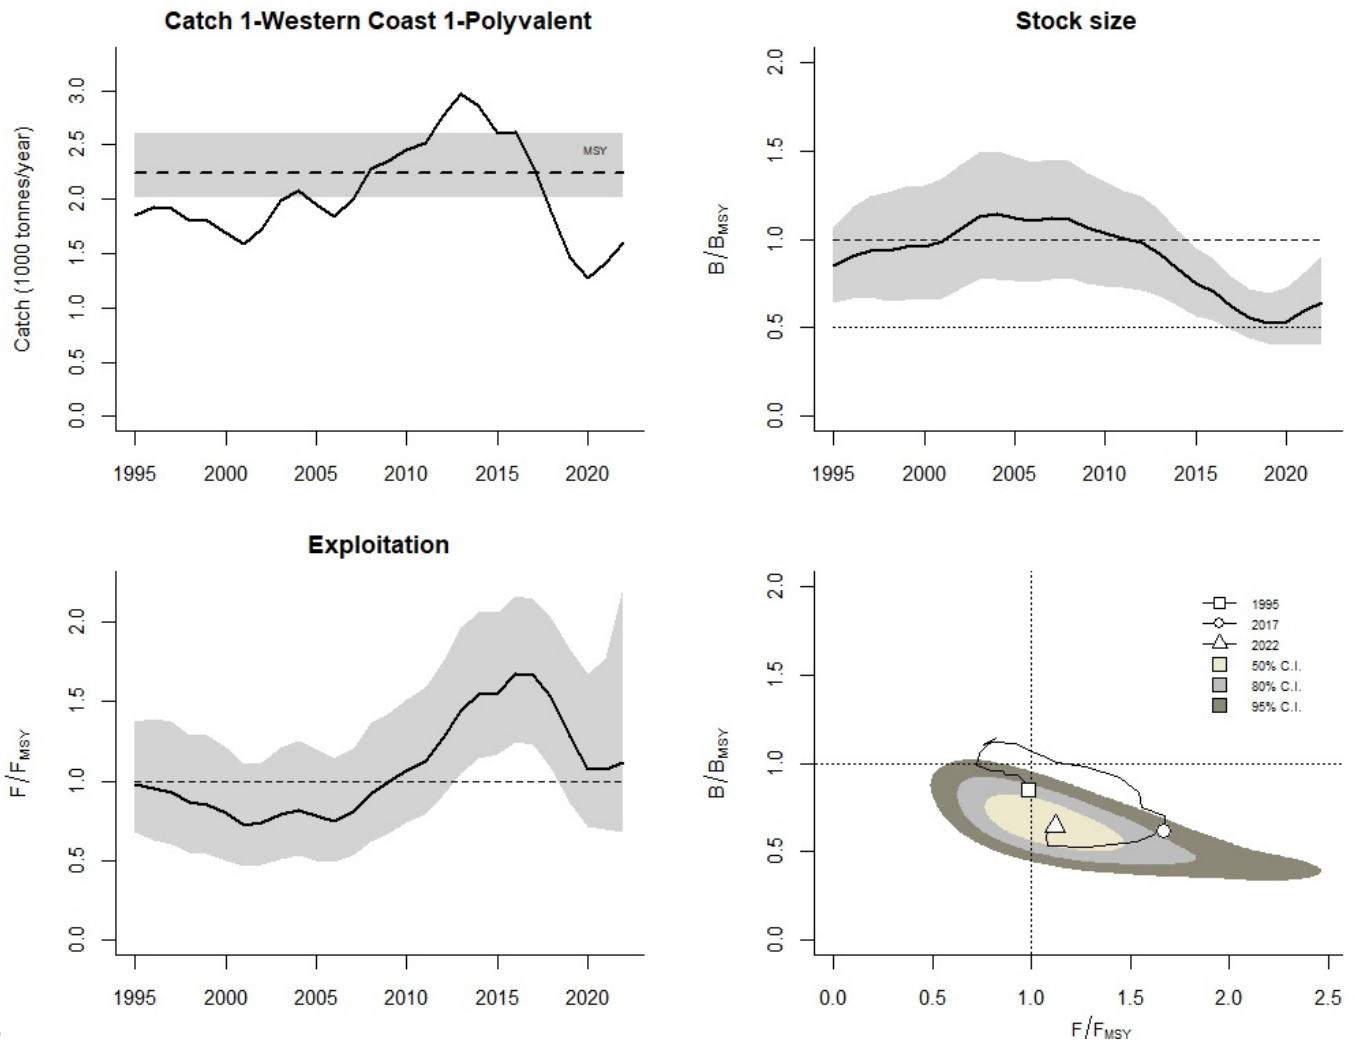 Catch 1-Western Coast 1-Polyvalent
Catch (1000 tonnes/year)
3.0
2.5
2.0
1.5
1.0
0.5
0.0
MSY
1995 2000 2005 2010 2015 2020
Stock size
B/BMSY
2.0
1.5
1.0
0.5
0.0
1995 2000 2005 2010 2015 2020
Exploitation
F/FMSY
2.0
1.5
1.0
0.5
0.0
1995 2000 2005 2010 2015 2020
B/BMSY
2.0
1.5
1.0
0.5
0.0
1995
2017
2022
50% C.I.
80% C.I.
95% C.I.
0.0 0.5 1.0 1.5 2.0 2.5
F/FMSY